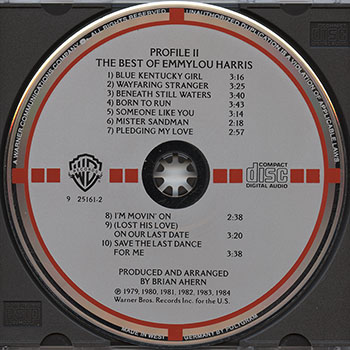 A WARNER COMMUNICATIONS COMPANY ® ALL RIGHTS RESERVED
UNAUTHORIZED DUPLICATION IS A VIOLATION OF APPLICABLE LAWS
PROFILE II
THE BEST OF EMMYLOU HARRIS
1) BLUE KENTUCKY GIRL 3:16
2) WAYFARING STRANGER 3:25
3) BENEATH STILL WATERS 3:40
4) BORN TO RUN 3:43
5) SOMEONE LIKE YOU 3:14
6) MISTER SANDMAN 2:18
7) PLEDGING MY LOVE 2:57
9 25161-2
COMPACT
disc
DIGITAL AUDIO
8) I'M MOVIN' ON 2:38
9) (LOST HIS LOVE)
ON OUR LAST DATE 3:20
10) SAVE THE LAST DANCE
FOR ME 3:38
PRODUCED AND ARRANGED
BY BRIAN AHERN
℗ 1979, 1980, 1981, 1982, 1983, 1984
Warner Bros. Records Inc. for the U.S.
MADE IN WEST GERMANY BY POLYGRAM